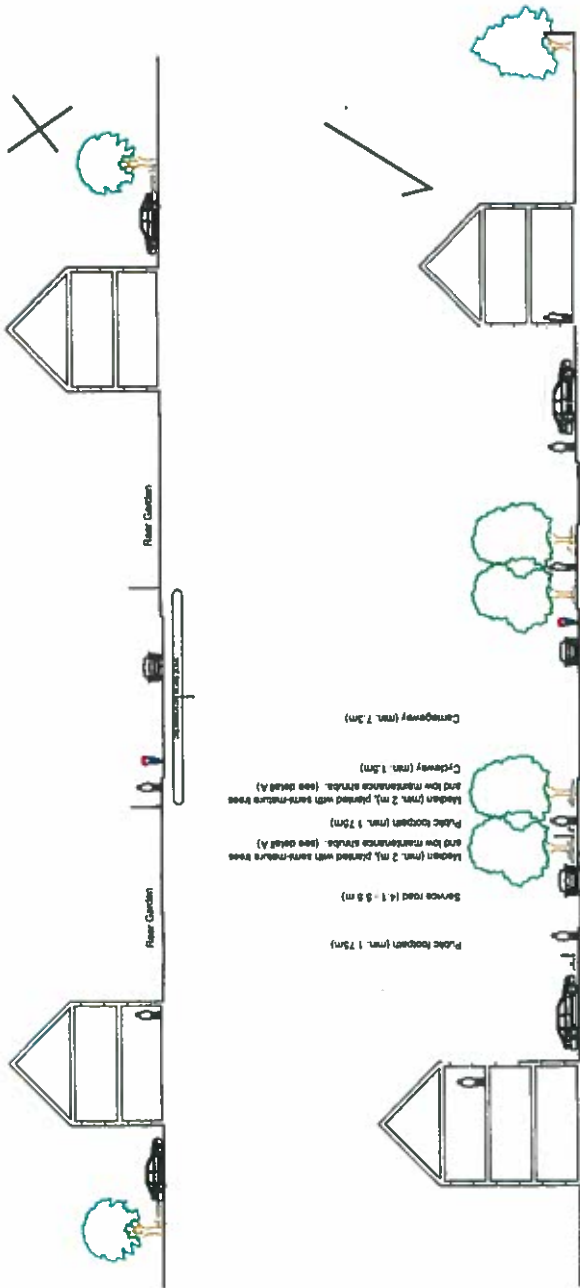 Rear Garden
Rear Garden
Public footpath (min. 1.75m)
Service road (4.1 - 5.5 m)
Median (min. 2 m), planted with semi-mature trees
and low maintenance shrubs. (see detail A)
Public footpath (min. 1.75m)
Median (min. 2 m), planted with semi-mature trees
and low maintenance shrubs. (see detail A)
Cycleway (min. 1.5m)
Carriageway (min. 7.3m)